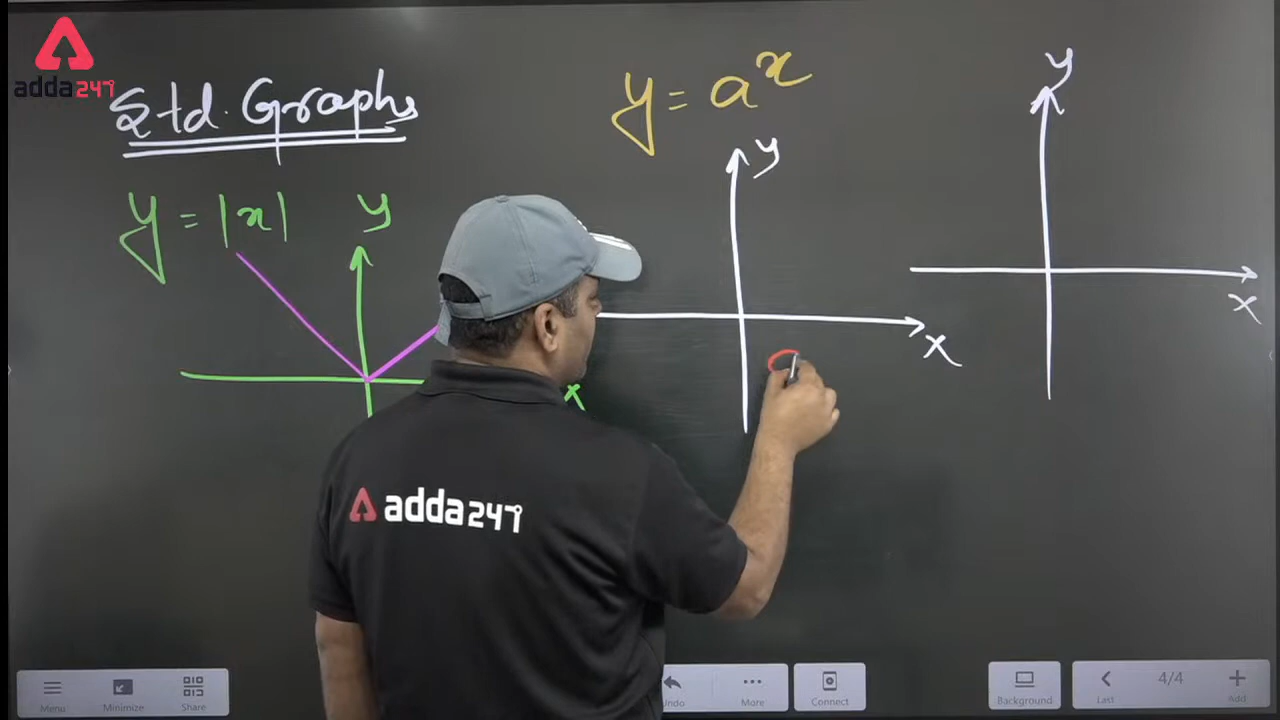 adda247
Std. Graphs
y = |x|
y
x
y = a^x
y
x
y
x
adda247
Menu
Minimize
Share
Undo
More
Connect
Background
Last
4/4
Add